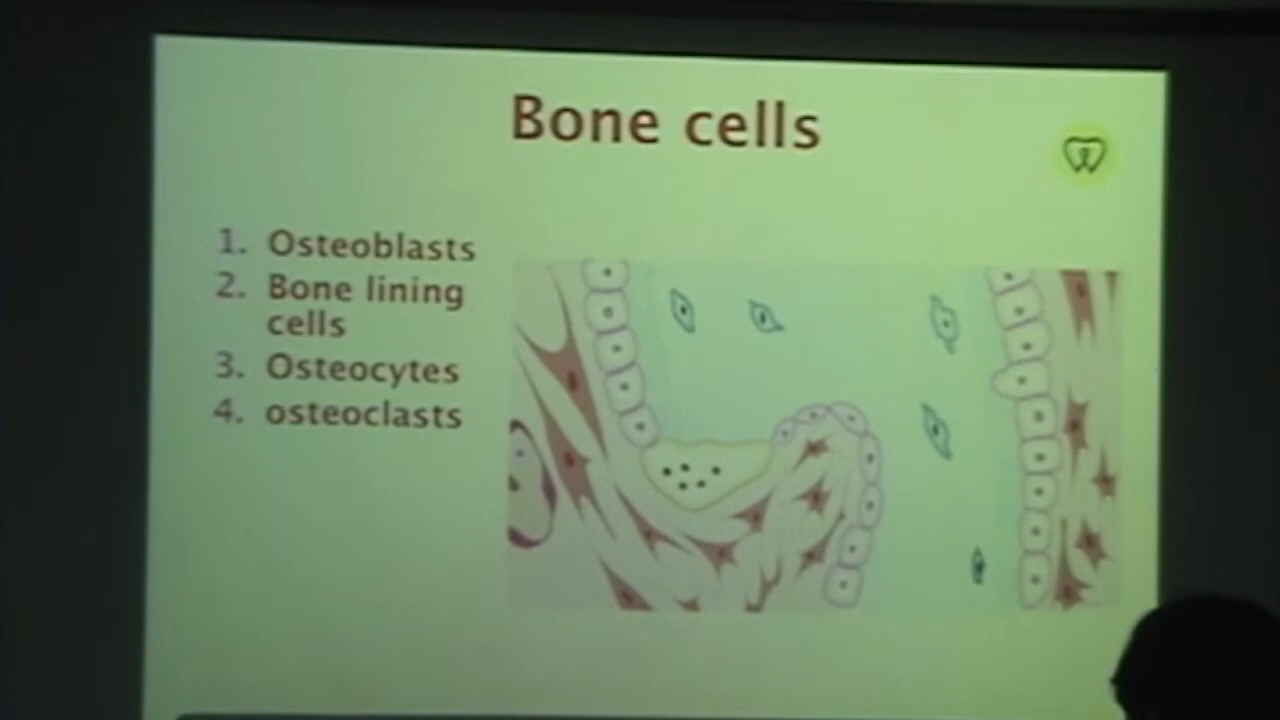 Bone cells
1. Osteoblasts
2. Bone lining
cells
3. Osteocytes
4. osteoclasts